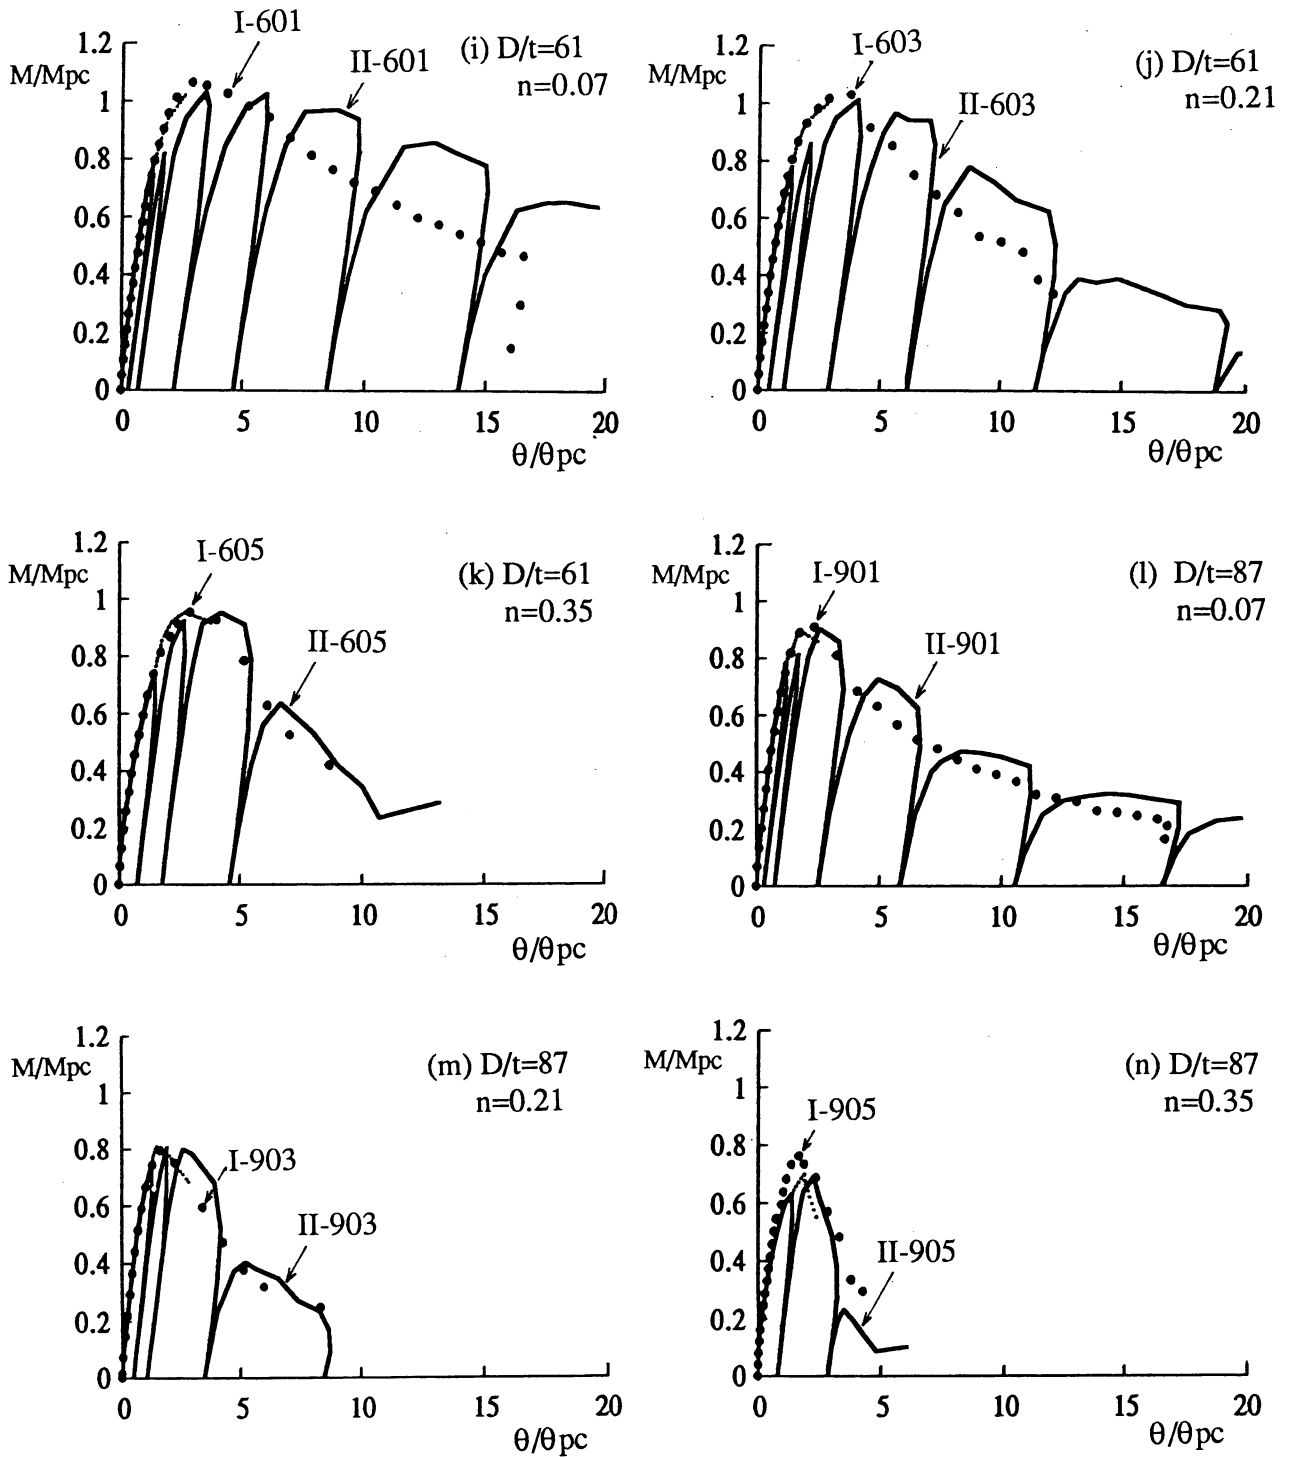 (i) D/t=61
n=0.07
I-601
II-601
M/Mpc
1.2
1
0.8
0.6
0.4
0.2
0
0 5 10 15 20
θ/θpc
(j) D/t=61
n=0.21
I-603
II-603
M/Mpc
1.2
1
0.8
0.6
0.4
0.2
0
0 5 10 15 20
θ/θpc
(k) D/t=61
n=0.35
I-605
II-605
M/Mpc
1.2
1
0.8
0.6
0.4
0.2
0
0 5 10 15 20
θ/θpc
(l) D/t=87
n=0.07
I-901
II-901
M/Mpc
1.2
1
0.8
0.6
0.4
0.2
0
0 5 10 15 20
θ/θpc
(m) D/t=87
n=0.21
I-903
II-903
M/Mpc
1.2
1
0.8
0.6
0.4
0.2
0
0 5 10 15 20
θ/θpc
(n) D/t=87
n=0.35
I-905
II-905
M/Mpc
1.2
1
0.8
0.6
0.4
0.2
0
0 5 10 15 20
θ/θpc